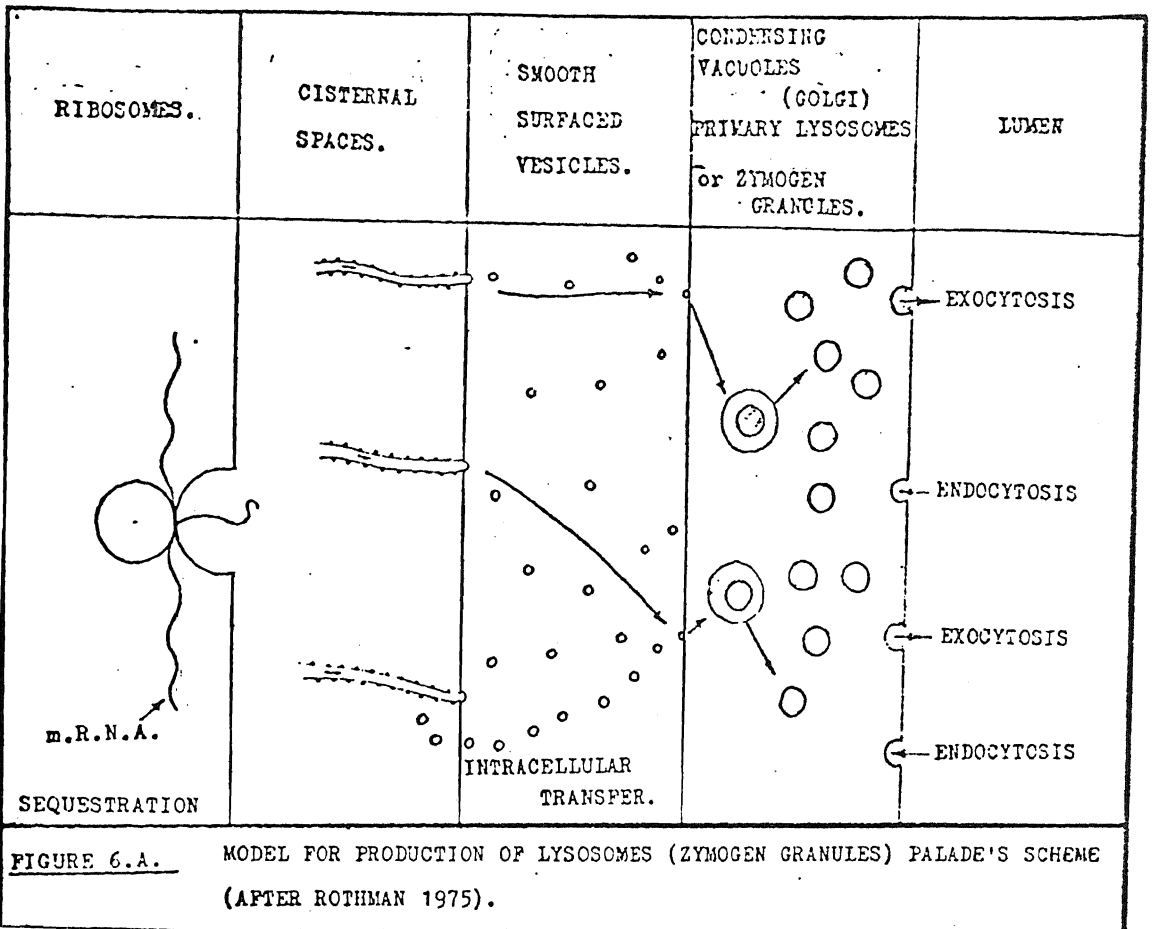 RIBOSOMES.
CISTERNAL
SPACES.
SMOOTH
SURFACED
VESICLES.
CONDENSING
VACUOLES
(GOLGI)
PRIMARY LYSOSOMES
or ZYMOGEN
GRANULES.
LUMEN
EXOCYTOSIS
ENDOCYTOSIS
EXOCYTOSIS
ENDOCYTOSIS
m.R.N.A.
SEQUESTRATION
INTRACELLULAR
TRANSFER.
FIGURE 6.A. MODEL FOR PRODUCTION OF LYSOSOMES (ZYMOGEN GRANULES) PALADE'S SCHEME
(AFTER ROTHMAN 1975).